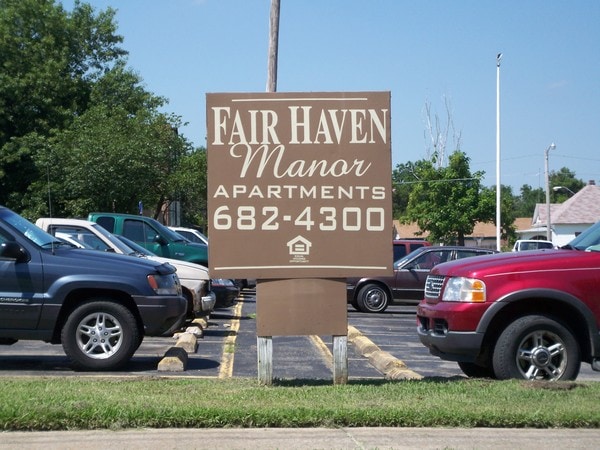 FAIR HAVEN
Manor
APARTMENTS
682-4300